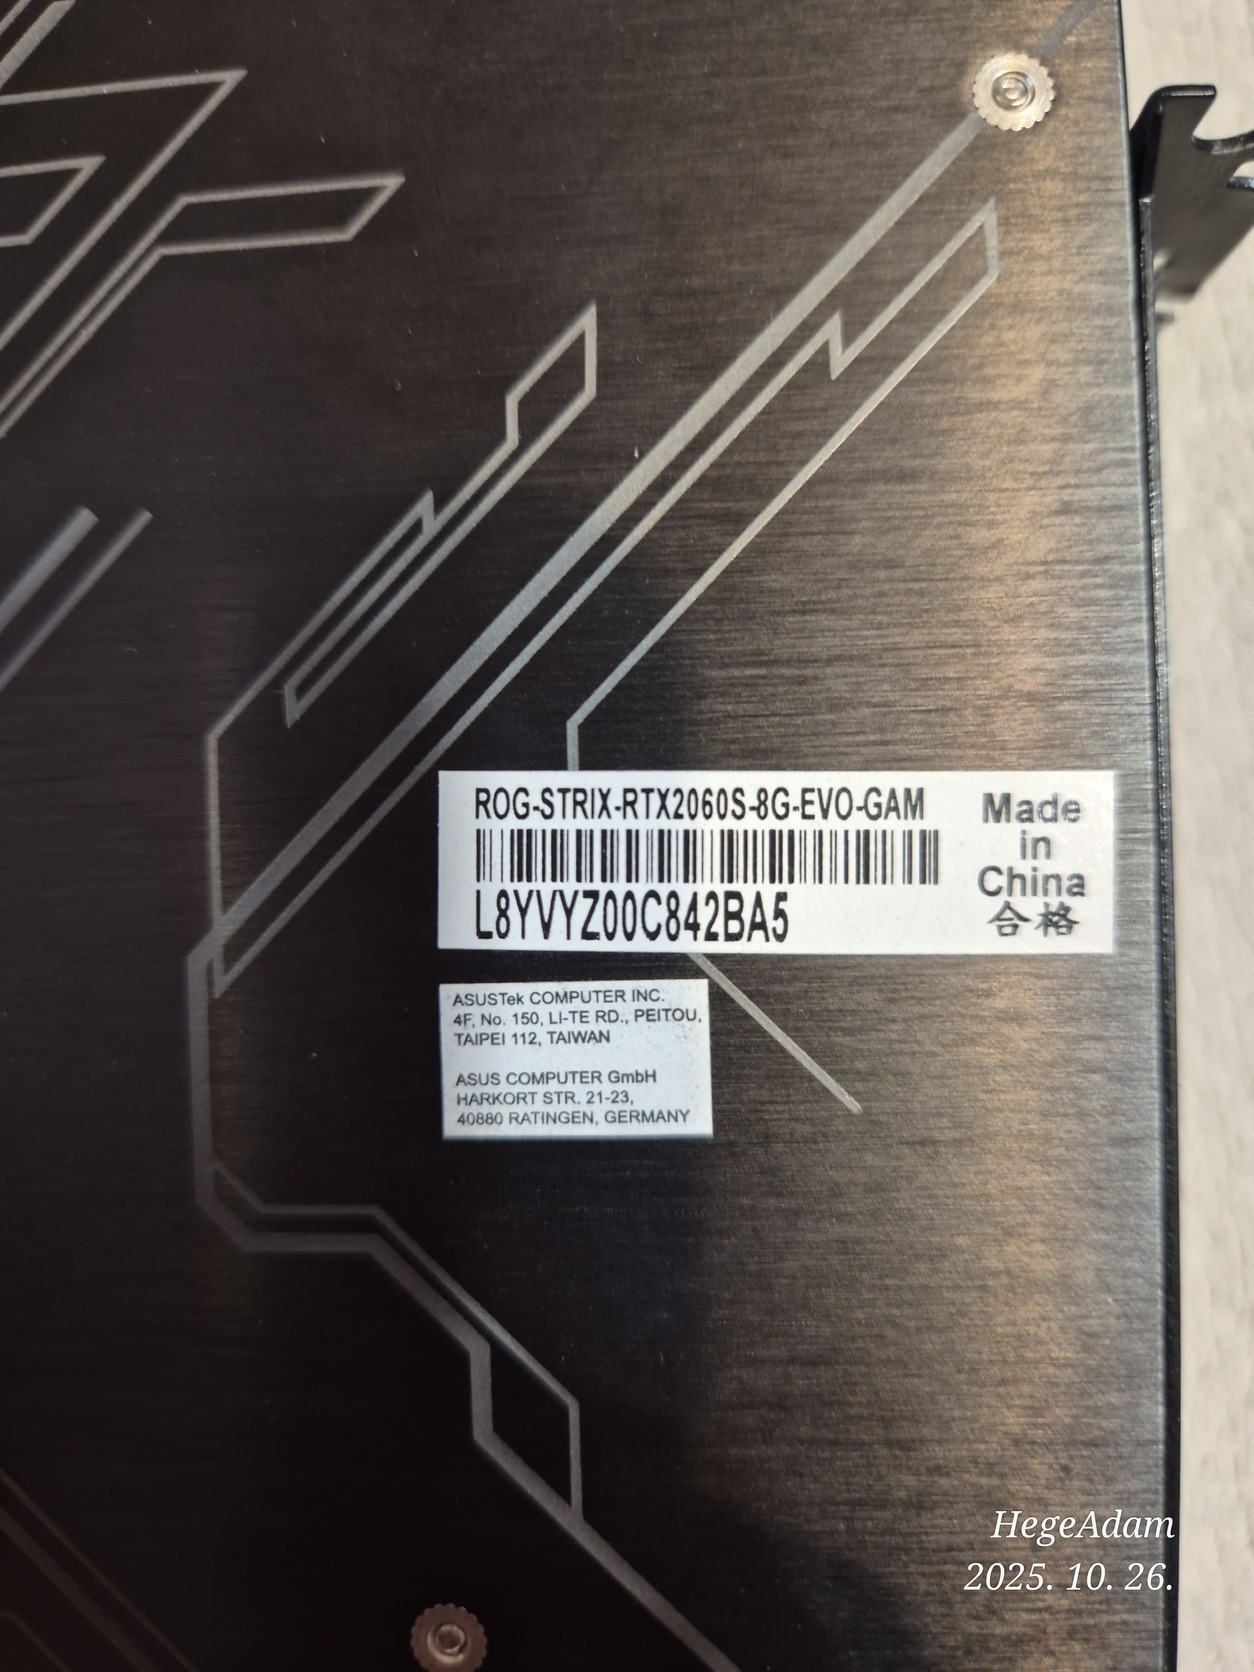 ROG-STRIX-RTX2060S-8G-EVO-GAM
L8YVYZ00C842BA5
Made
in
China
合格
ASUSTek COMPUTER INC.
4F, No. 150, LI-TE RD., PEITOU,
TAIPEI 112, TAIWAN
ASUS COMPUTER GmbH
HARKORT STR. 21-23,
40880 RATINGEN, GERMANY
HegeAdam
2025. 10. 26.